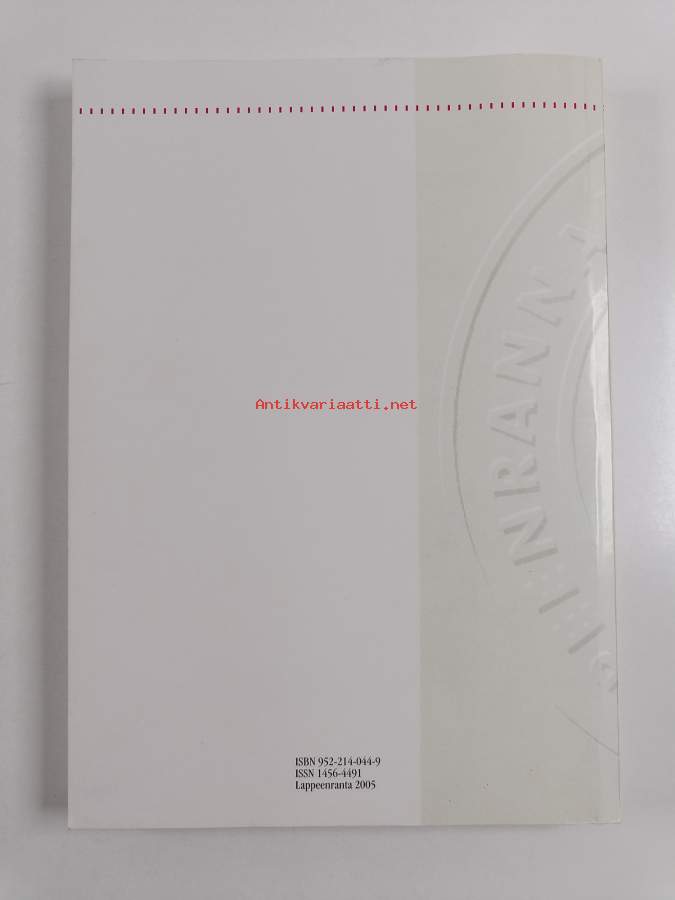 Antikvariaatti.net
ISBN 952-214-044-9
ISSN 1456-4491
Lappeenranta 2005